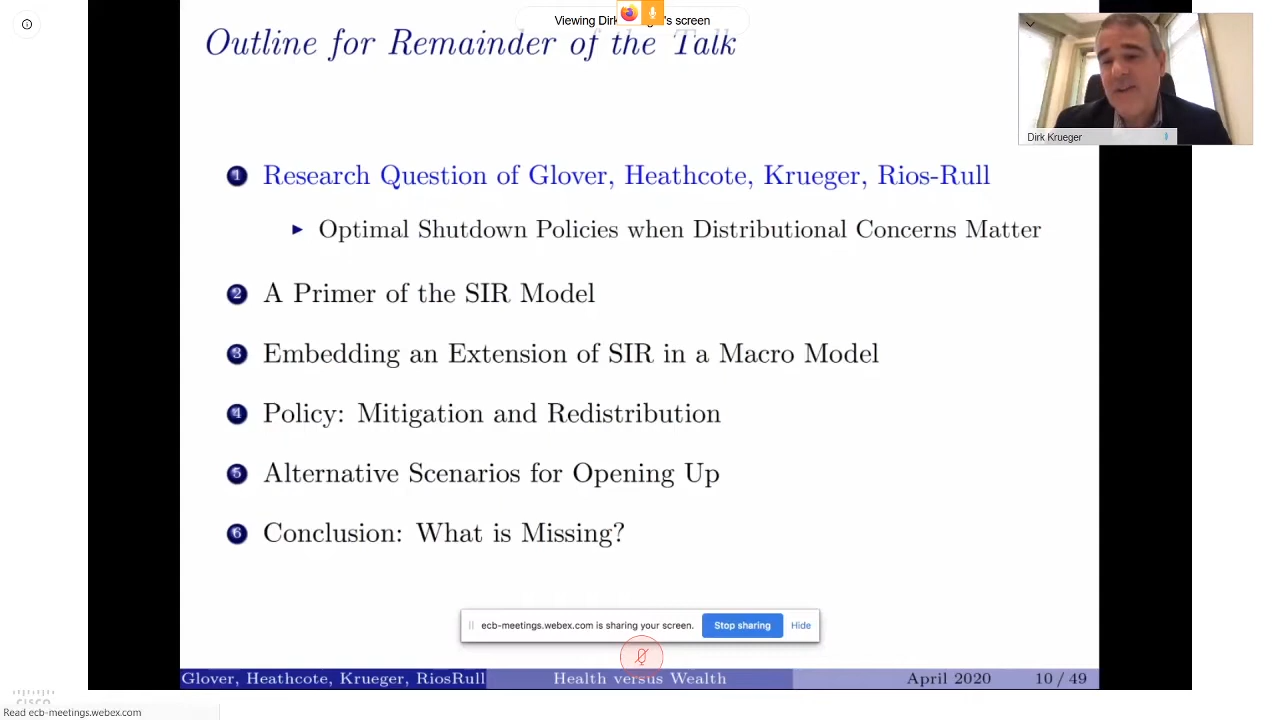 Viewing Dirk 's screen
Outline for Remainder of the Talk
Dirk Krueger
1 Research Question of Glover, Heathcote, Krueger, Rios-Rull
Optimal Shutdown Policies when Distributional Concerns Matter
2 A Primer of the SIR Model
3 Embedding an Extension of SIR in a Macro Model
4 Policy: Mitigation and Redistribution
5 Alternative Scenarios for Opening Up
6 Conclusion: What is Missing?
ecb-meetings.webex.com is sharing your screen. Stop sharing Hide
Glover, Heathcote, Krueger, RiosRull Health versus Wealth April 2020 10 / 49
CISCO
Read ecb-meetings.webex.com